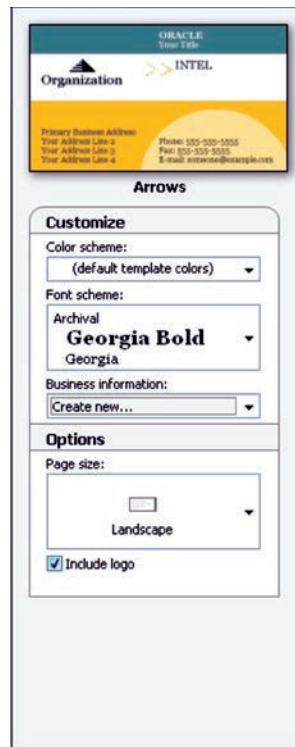 ORACLE
Your Title
Organization
>> INTEL
Primary Business Address
Your Address Line 2
Your Address Line 3
Your Address Line 4
Phone: 555-555-5555
Fax: 555-555-5555
E-mail: someone@example.com
Arrows
Customize
Color scheme:
(default template colors)
Font scheme:
Archival
Georgia Bold
Georgia
Business information:
Create new...
Options
Page size:
Landscape
Include logo